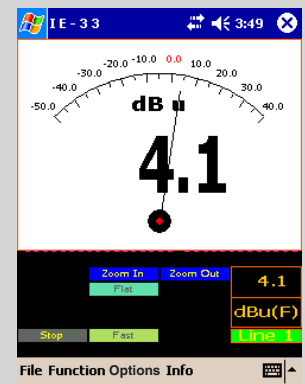 IE-33 3:49
-50.0 -40.0 -30.0 -20.0 -10.0 0.0 10.0 20.0 30.0 40.0
dB u
4.1
Zoom In Zoom Out 4.1
Flat
dBu(F)
Stop Fast Line 1
File Function Options Info